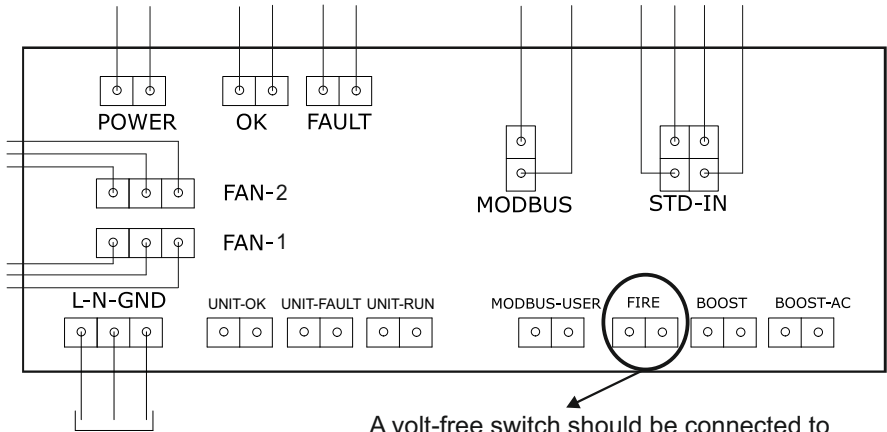 POWER OK FAULT
MODBUS STD-IN
FAN-2
FAN-1
L-N-GND
UNIT-OK UNIT-FAULT UNIT-RUN MODBUS-USER FIRE BOOST BOOST-AC
A volt-free switch should be connected to